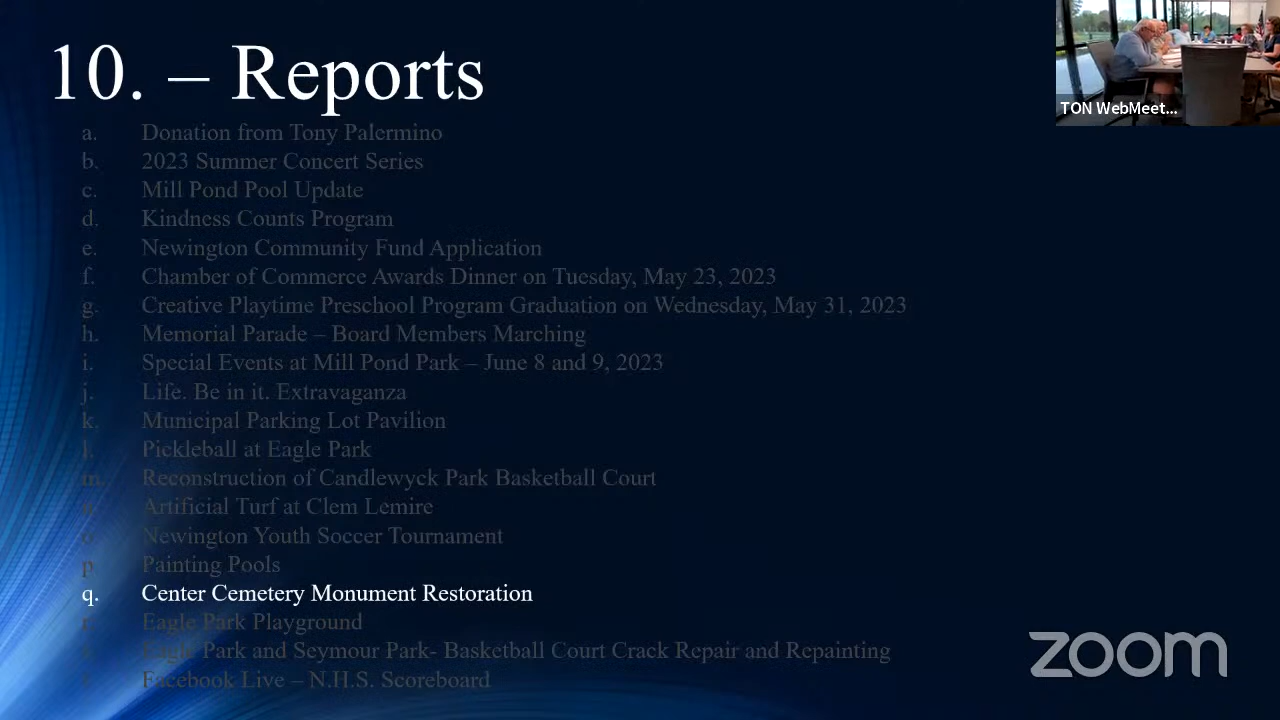 10. – Reports
TON WebMeet...
a. Donation from Tony Palermino
b. 2023 Summer Concert Series
c. Mill Pond Pool Update
d. Kindness Counts Program
e. Newington Community Fund Application
f. Chamber of Commerce Awards Dinner on Tuesday, May 23, 2023
g. Creative Playtime Preschool Program Graduation on Wednesday, May 31, 2023
h. Memorial Parade – Board Members Marching
i. Special Events at Mill Pond Park – June 8 and 9, 2023
j. Life. Be in it. Extravaganza
k. Municipal Parking Lot Pavilion
l. Pickleball at Eagle Park
m. Reconstruction of Candlewyck Park Basketball Court
n. Artificial Turf at Clem Lemire
o. Newington Youth Soccer Tournament
p. Painting Pools
q. Center Cemetery Monument Restoration
r. Eagle Park Playground
s. Eagle Park and Seymour Park- Basketball Court Crack Repair and Repainting
t. Facebook Live – N.H.S. Scoreboard
zoom